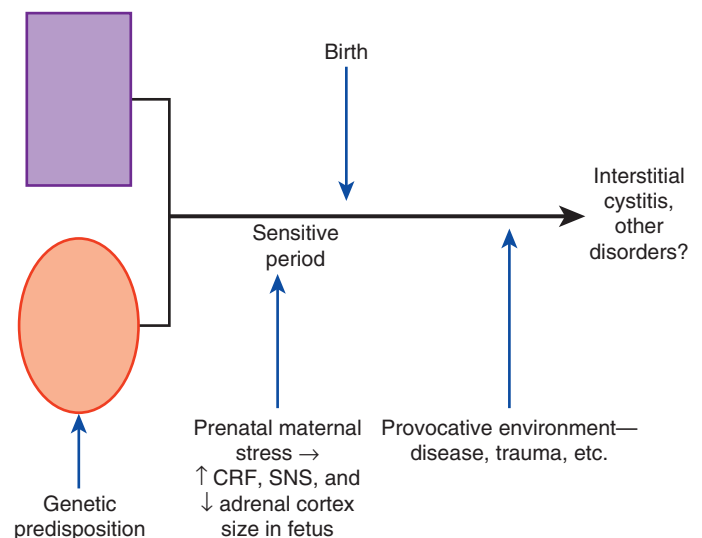 Birth
Interstitial
cystitis,
other
disorders?
Sensitive
period
Prenatal maternal
stress →
↑ CRF, SNS, and
↓ adrenal cortex
size in fetus
Provocative environment—
disease, trauma, etc.
Genetic
predisposition